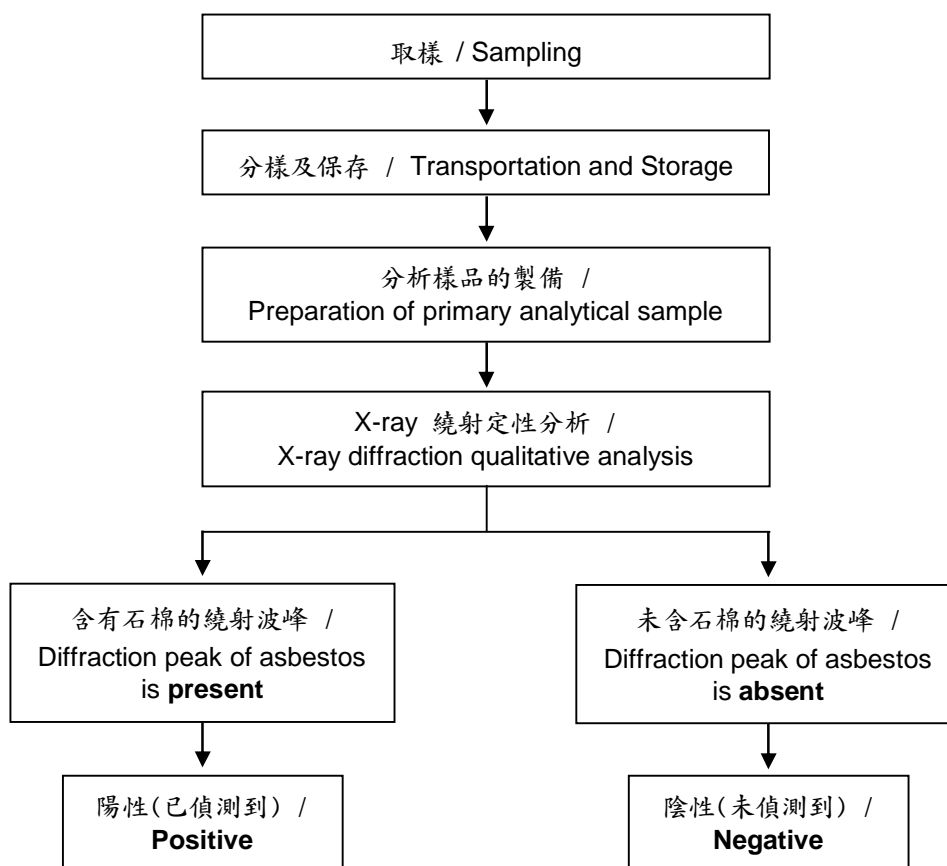 取樣 / Sampling
分樣及保存 / Transportation and Storage
分析樣品的製備 /
Preparation of primary analytical sample
X-ray 繞射定性分析 /
X-ray diffraction qualitative analysis
含有石棉的繞射波峰 /
Diffraction peak of asbestos
is present
未含石棉的繞射波峰 /
Diffraction peak of asbestos
is absent
陽性(已偵測到) /
Positive
陰性(未偵測到) /
Negative